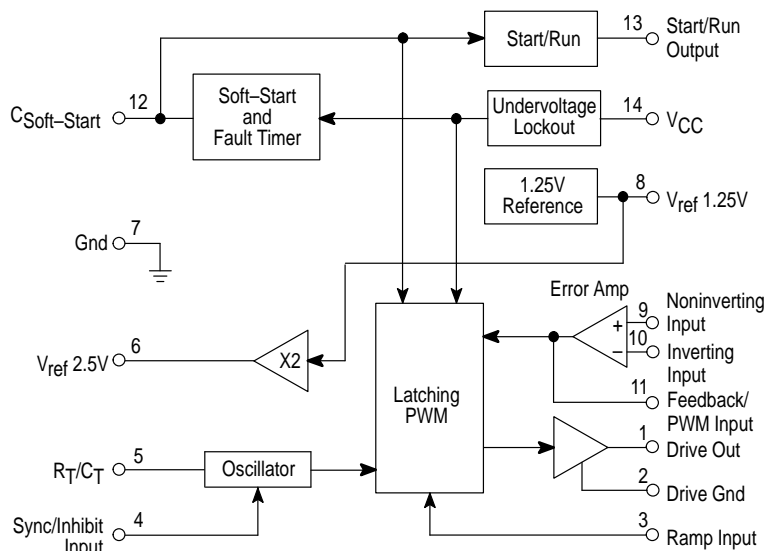 13
Start/Run
Output
Start/Run
12
CSoft–Start
Soft–Start
and
Fault Timer
Undervoltage
Lockout
14
VCC
1.25V
Reference
8
Vref 1.25V
7
Gnd
Error Amp
Noninverting
Input
9
+
10
–
Inverting
Input
6
Vref 2.5V
X2
Latching
PWM
11
Feedback/
PWM Input
1
Drive Out
5
RT/CT
Oscillator
2
Drive Gnd
4
Sync/Inhibit
Input
3
Ramp Input